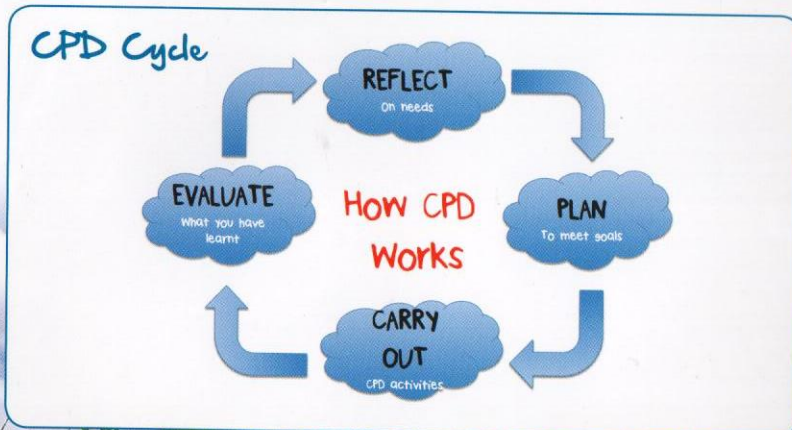 CPD Cycle
REFLECT
On needs
PLAN
To meet goals
CARRY
OUT
CPD activities
EVALUATE
What you have
learnt
How CPD
Works